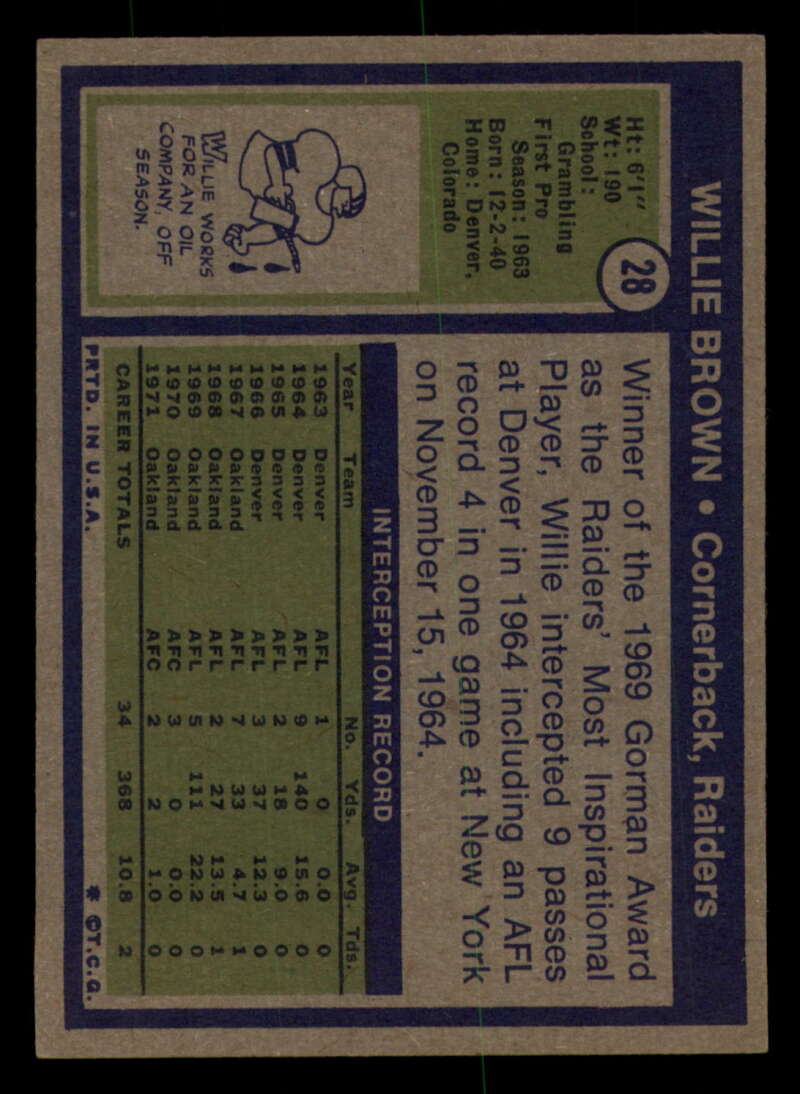 WILLIE BROWN • Cornerback, Raiders
28
Ht: 6'1"
Wt: 190
School:
Grambling
First Pro
Season: 1963
Born: 12-2-40
Home: Denver,
Colorado
WILLIE WORKS
FOR AN OIL
COMPANY, OFF
SEASON.
Winner of the 1969 Gorman Award
as the Raiders' Most Inspirational
Player, Willie intercepted 9 passes
at Denver in 1964 including an AFL
record 4 in one game at New York
on November 15, 1964.
INTERCEPTION RECORD
Year Team No. Yds. Avg. Tds.
1963 Denver AFL 1 0 0.0 0
1964 Denver AFL 9 140 15.6 0
1965 Denver AFL 2 18 9.0 0
1966 Denver AFL 3 37 12.3 0
1967 Oakland AFL 7 33 4.7 1
1968 Oakland AFL 2 27 13.5 1
1969 Oakland AFL 5 111 22.2 0
1970 Oakland AFC 3 0 0.0 0
1971 Oakland AFC 2 2 1.0 0
CAREER TOTALS 34 368 10.8 2
PRTD. IN U.S.A. * ©T.C.G.